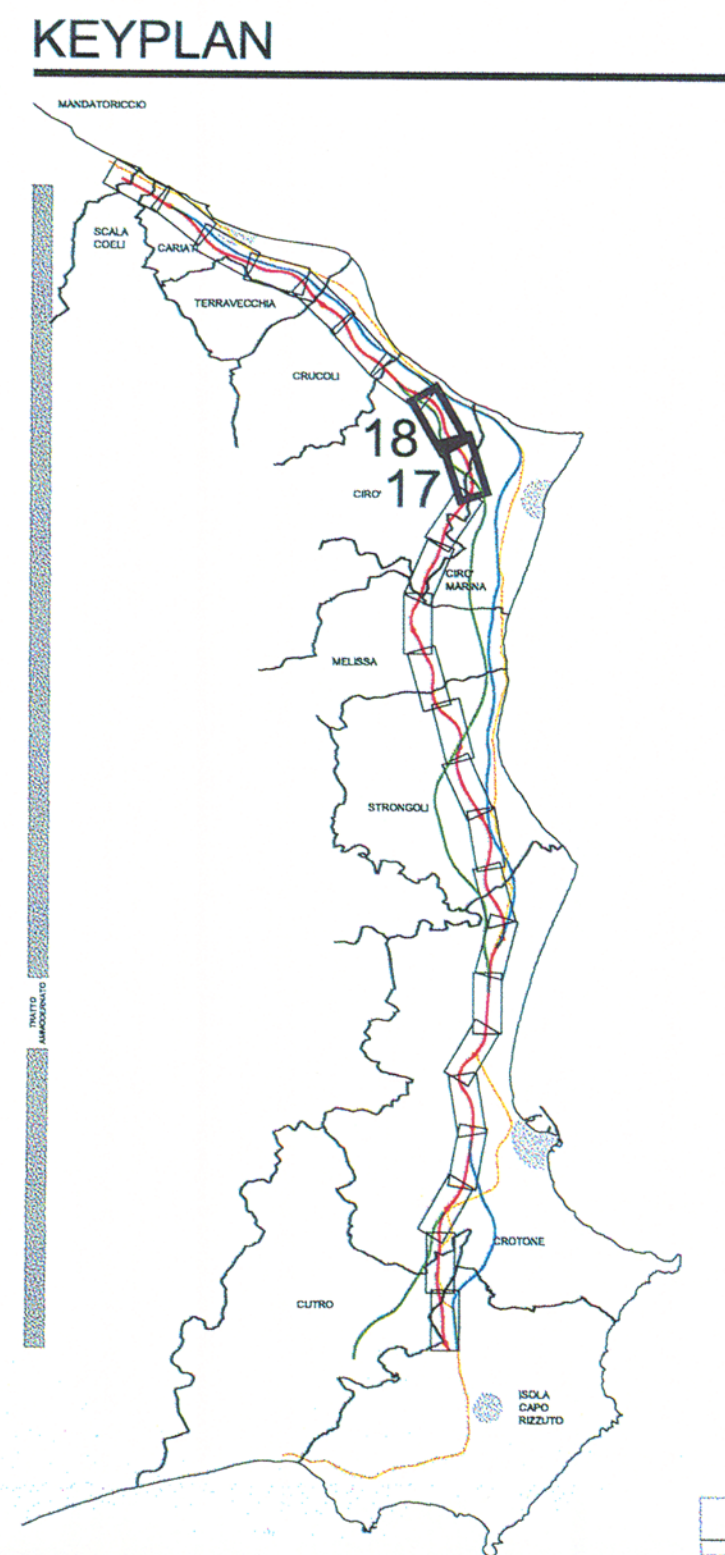 KEYPLAN
MANDATORICCIO
SCALA
COELI
CARIATI
TERRAVECCHIA
CRUCOLI
18
CIRO'
17
CIRO'
MARINA
MELISSA
STRONGOLI
TRATTO
AMMODERNATO
CROTONE
CUTRO
ISOLA
CAPO
RIZZUTO